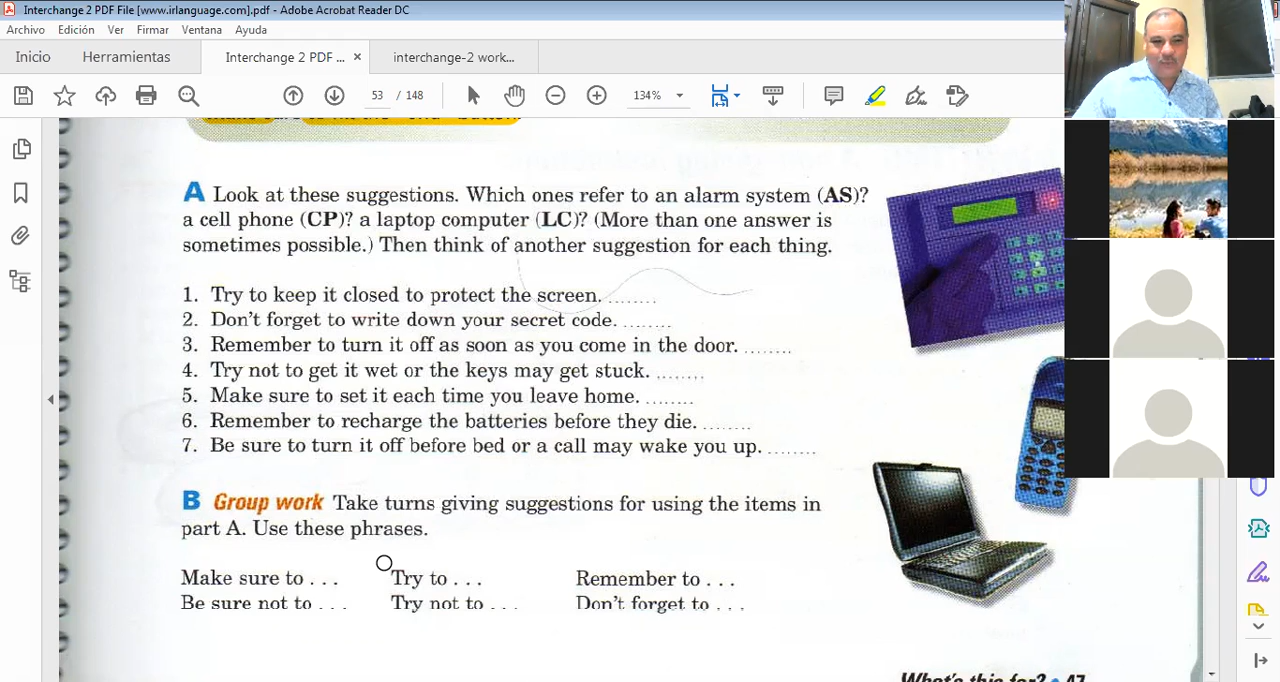 Interchange 2 PDF File [www.irlanguage.com].pdf - Adobe Acrobat Reader DC
Archivo Edición Ver Firmar Ventana Ayuda
Inicio Herramientas Interchange 2 PDF ... × interchange-2 work...
53 / 148 134%
A Look at these suggestions. Which ones refer to an alarm system (AS)?
a cell phone (CP)? a laptop computer (LC)? (More than one answer is
sometimes possible.) Then think of another suggestion for each thing.
1. Try to keep it closed to protect the screen. ........
2. Don't forget to write down your secret code. ........
3. Remember to turn it off as soon as you come in the door. ........
4. Try not to get it wet or the keys may get stuck. ........
5. Make sure to set it each time you leave home. ........
6. Remember to recharge the batteries before they die. ........
7. Be sure to turn it off before bed or a call may wake you up. ........
B Group work Take turns giving suggestions for using the items in
part A. Use these phrases.
Make sure to . . . Try to . . . Remember to . . .
Be sure not to . . . Try not to . . . Don't forget to . . .
What's this for? • 47